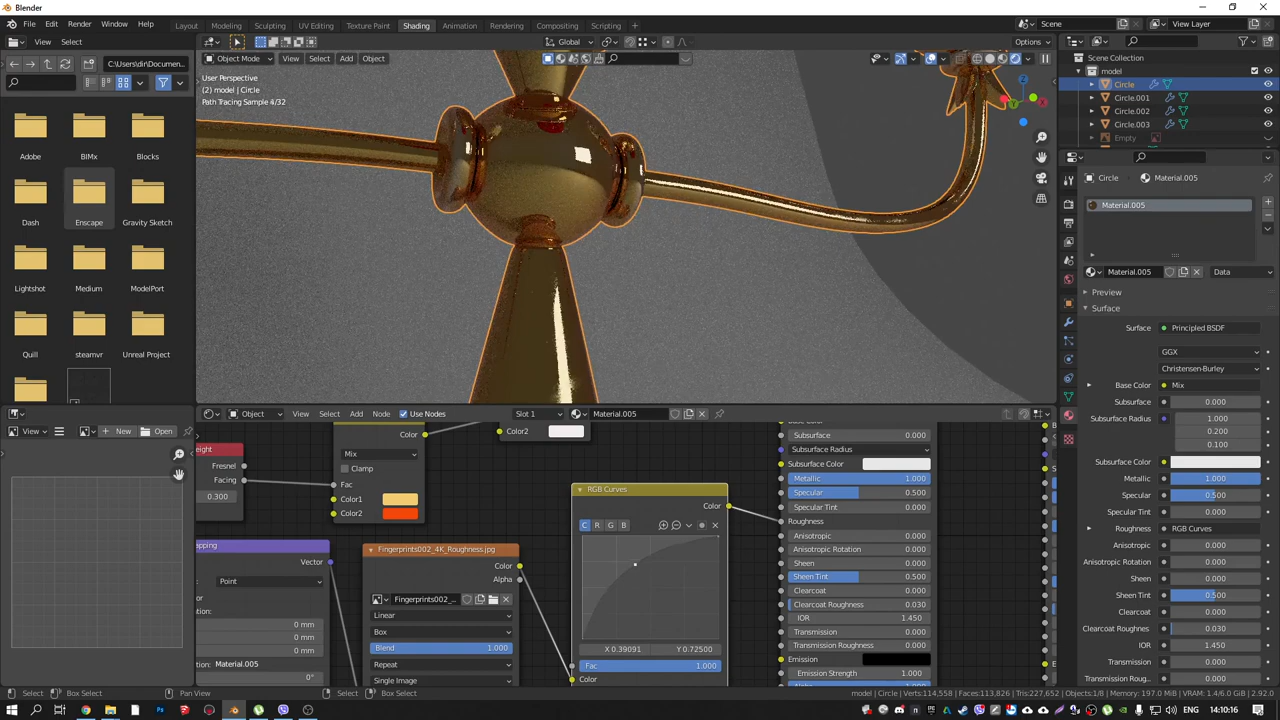 Blender
File Edit Render Window Help
Layout Modeling Sculpting UV Editing Texture Paint Shading Animation Rendering Compositing Scripting
Scene
View Layer
View Select
Global
Options
C:\Users\dir\Documen...
Object Mode View Select Add Object
User Perspective
(2) model | Circle
Path Tracing Sample 4/32
Adobe BIMx Blocks
Dash Enscape Gravity Sketch
Lightshot Medium ModelPort
Quill steamvr Unreal Project
Scene Collection
model
Circle
Circle.001
Circle.002
Circle.003
Empty
Circle > Material.005
Material.005
Material.005 Data
Preview
Surface
Surface Principled BSDF
GGX
Christensen-Burley
Base Color Mix
Subsurface 0.000
Subsurface Radius 1.000
0.200
0.100
Subsurface Color
Metallic 1.000
Specular 0.500
Specular Tint 0.000
Roughness RGB Curves
Anisotropic 0.000
Anisotropic Rotation 0.000
Sheen 0.000
Sheen Tint 0.500
Clearcoat 0.000
Clearcoat Roughnes 0.030
IOR 1.450
Transmission 0.000
Transmission Roug... 0.000
View New Open
Object View Select Add Node Use Nodes Slot 1 Material.005
eight
Fresnel
Facing
0.300
Color
Mix
Clamp
Fac
Color1
Color2
Color2
apping
Vector
Point
0 mm
0 mm
0 mm
Material.005
0°
Fingerprints002_4K_Roughness.jpg
Color
Alpha
Fingerprints002_...
Linear
Box
Blend 1.000
Repeat
Single Image
RGB Curves
Color
C R G B
X 0.39091 Y 0.72500
Fac 1.000
Color
Subsurface 0.000
Subsurface Radius
Subsurface Color
Metallic 1.000
Specular 0.500
Specular Tint 0.000
Roughness
Anisotropic 0.000
Anisotropic Rotation 0.000
Sheen 0.000
Sheen Tint 0.500
Clearcoat 0.000
Clearcoat Roughness 0.030
IOR 1.450
Transmission 0.000
Transmission Roughness 0.000
Emission
Emission Strength 1.000
Select Box Select Pan View Select Box Select
model | Circle | Verts:114,558 | Faces:113,826 | Tris:227,652 | Objects:1/8 | Memory: 197.0 MiB | VRAM: 1.4/6.0 GiB | 2.92.0
ENG 14:10:16